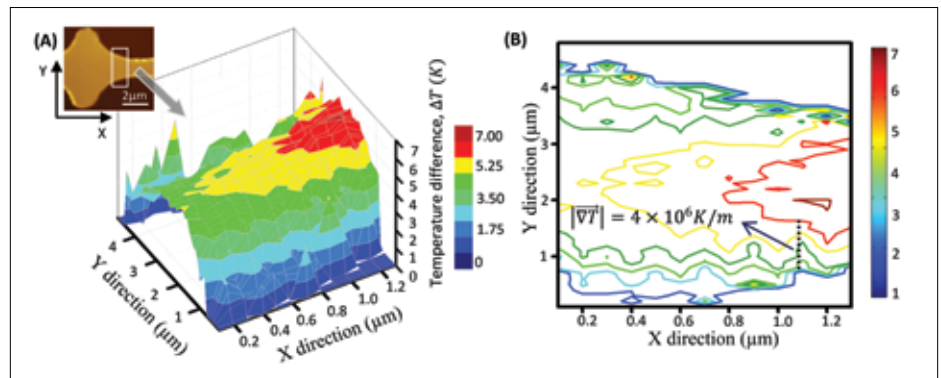 (A)
Y
X
2μm
Temperature difference, ΔT (K)
7.00
5.25
3.50
1.75
0
7
6
5
4
3
2
1
0
4
3
2
1
Y direction (μm)
0.2
0.4
0.6
0.8
1.0
1.2
X direction (μm)
(B)
4
3
2
1
Y direction (μm)
|∇T| = 4 × 10⁶K/m
0.2 0.4 0.6 0.8 1.0 1.2
X direction (μm)
7
6
5
4
3
2
1